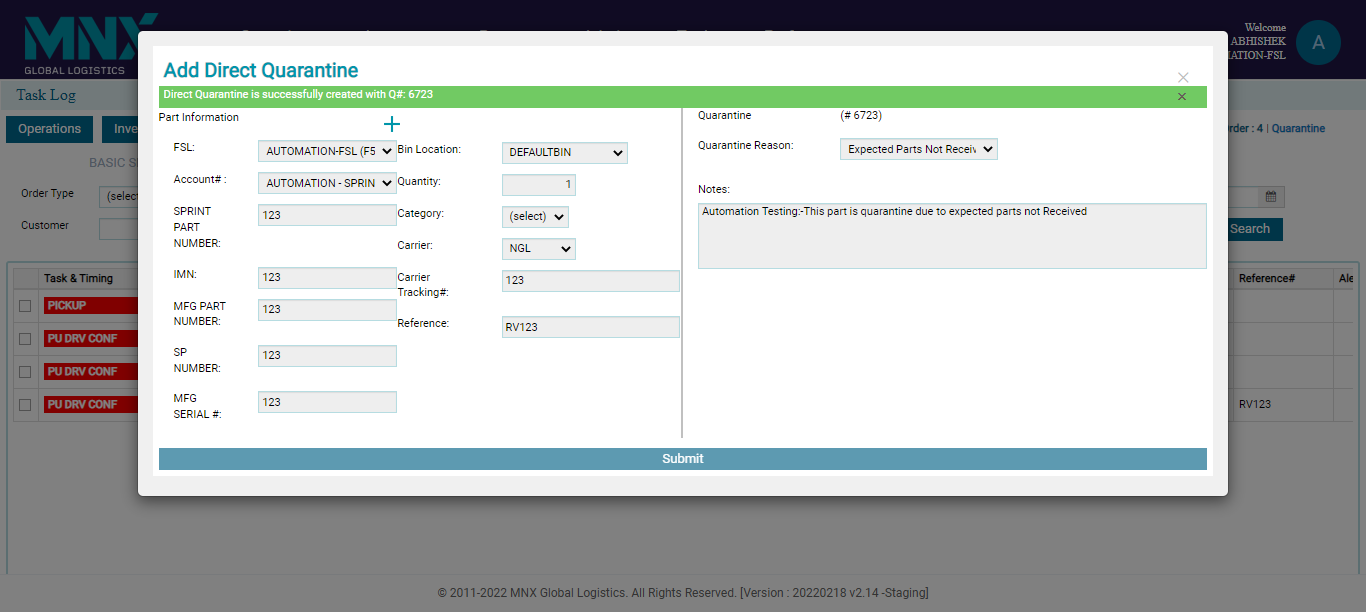 MNX
GLOBAL LOGISTICS
Welcome
ABHISHEK
ATION-FSL
A
Task Log
Operations
Inve
rder : 4 | Quarantine
BASIC S
Order Type
(select
Customer
Search
Task & Timing
Reference#
Ale
PICKUP
PU DRV CONF
PU DRV CONF
PU DRV CONF
RV123
Add Direct Quarantine
Direct Quarantine is successfully created with Q#: 6723
Part Information
FSL:
AUTOMATION-FSL (F5
Account# :
AUTOMATION - SPRIN
SPRINT
PART
NUMBER:
123
IMN:
123
MFG PART
NUMBER:
123
SP
NUMBER:
123
MFG
SERIAL #:
123
Bin Location:
DEFAULTBIN
Quantity:
1
Category:
(select)
Carrier:
NGL
Carrier
Tracking#:
123
Reference:
RV123
Quarantine
(# 6723)
Quarantine Reason:
Expected Parts Not Receiv
Notes:
Automation Testing:-This part is quarantine due to expected parts not Received
Submit
© 2011-2022 MNX Global Logistics. All Rights Reserved. [Version : 20220218 v2.14 -Staging]